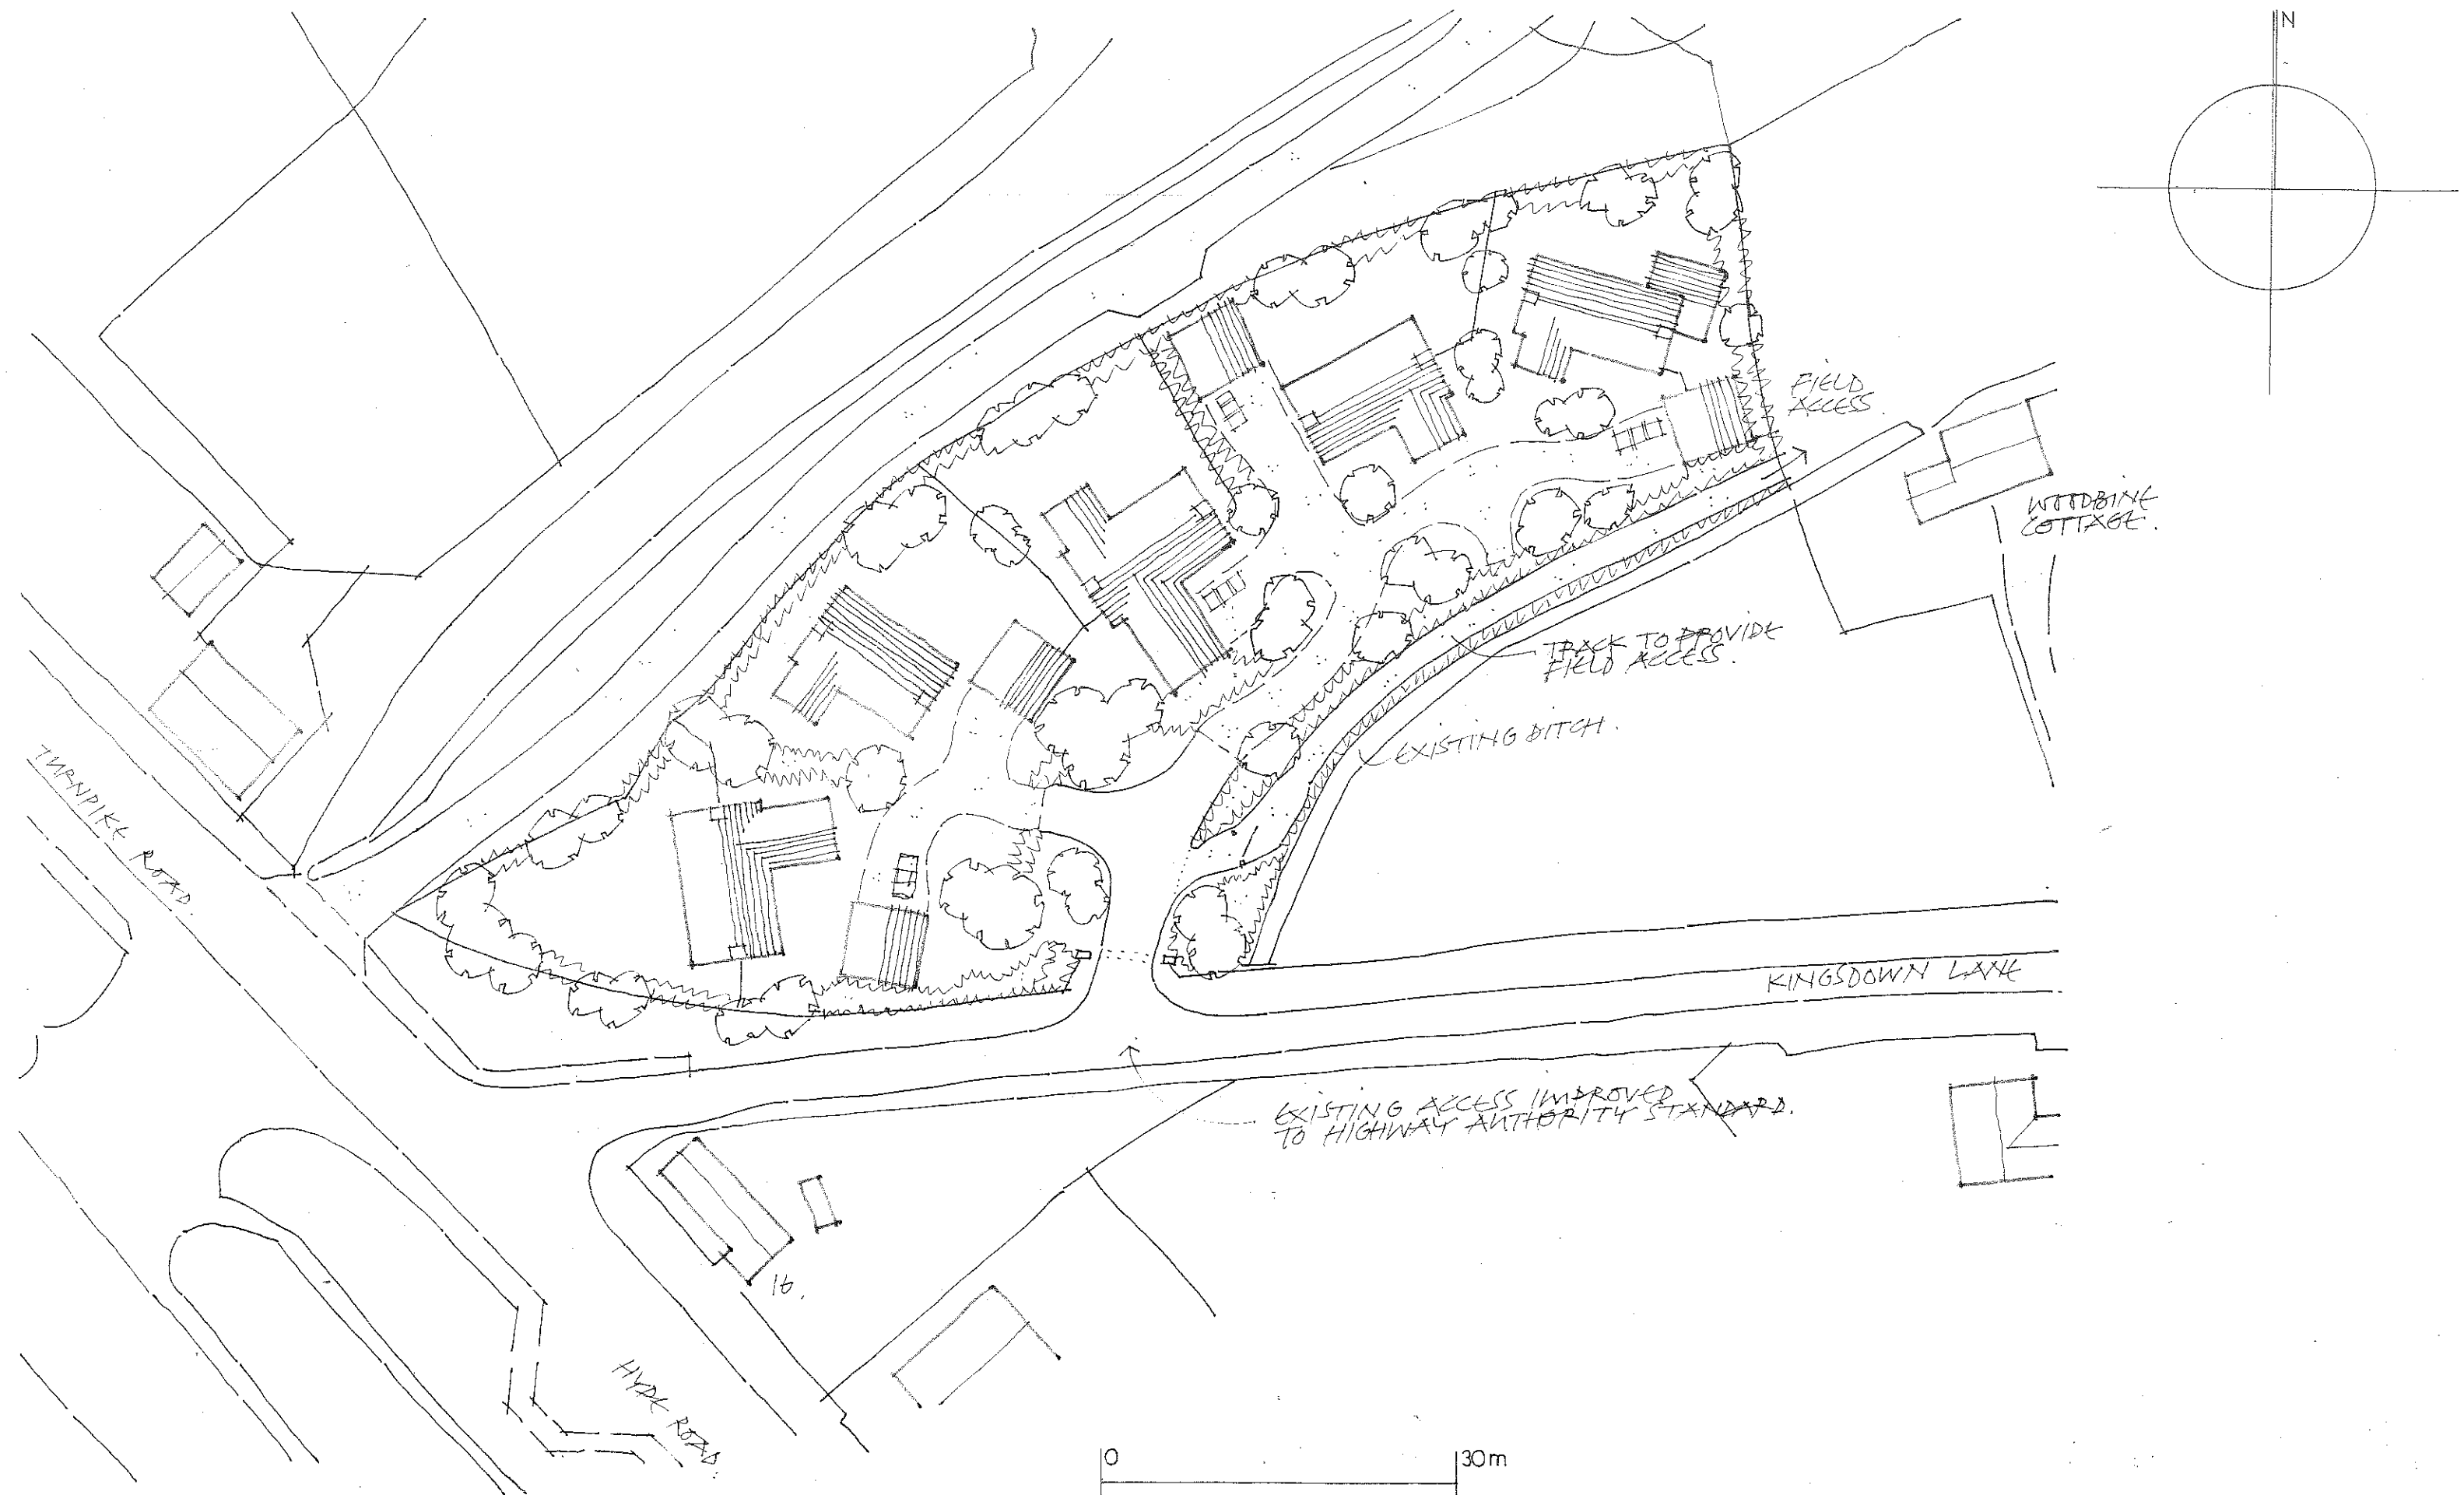 N
FIELD
ACCESS.
WOODBINE
COTTAGE.
TRACK TO PROVIDE
FIELD ACCESS.
EXISTING DITCH.
TURNPIKE ROAD.
KINGSDOWN LANE
EXISTING ACCESS IMPROVED
TO HIGHWAY AUTHORITY STANDARD.
16.
HYDE ROAD.
0 30m